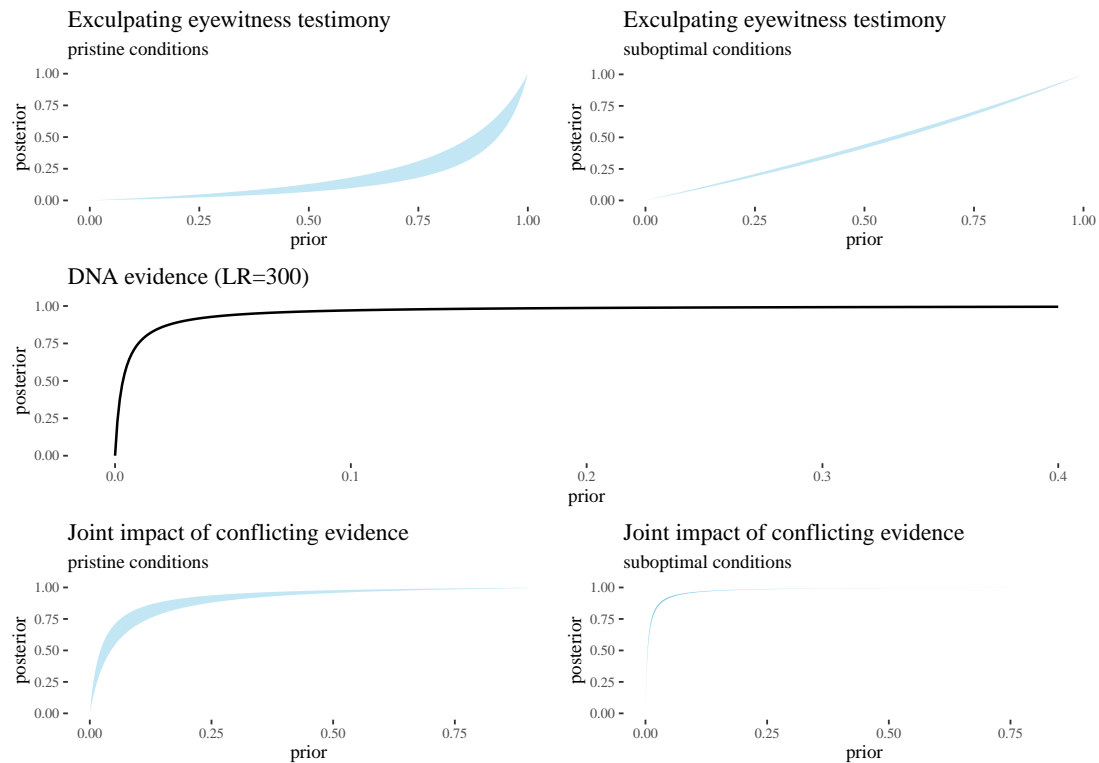 Exculpating eyewitness testimony
pristine conditions
1.00
0.75
0.50
0.25
0.00
posterior
0.00 0.25 0.50 0.75 1.00
prior
Exculpating eyewitness testimony
suboptimal conditions
1.00
0.75
0.50
0.25
0.00
posterior
0.00 0.25 0.50 0.75 1.00
prior
DNA evidence (LR=300)
1.00
0.75
0.50
0.25
0.00
posterior
0.0 0.1 0.2 0.3 0.4
prior
Joint impact of conflicting evidence
pristine conditions
1.00
0.75
0.50
0.25
0.00
posterior
0.00 0.25 0.50 0.75
prior
Joint impact of conflicting evidence
suboptimal conditions
1.00
0.75
0.50
0.25
0.00
posterior
0.00 0.25 0.50 0.75
prior